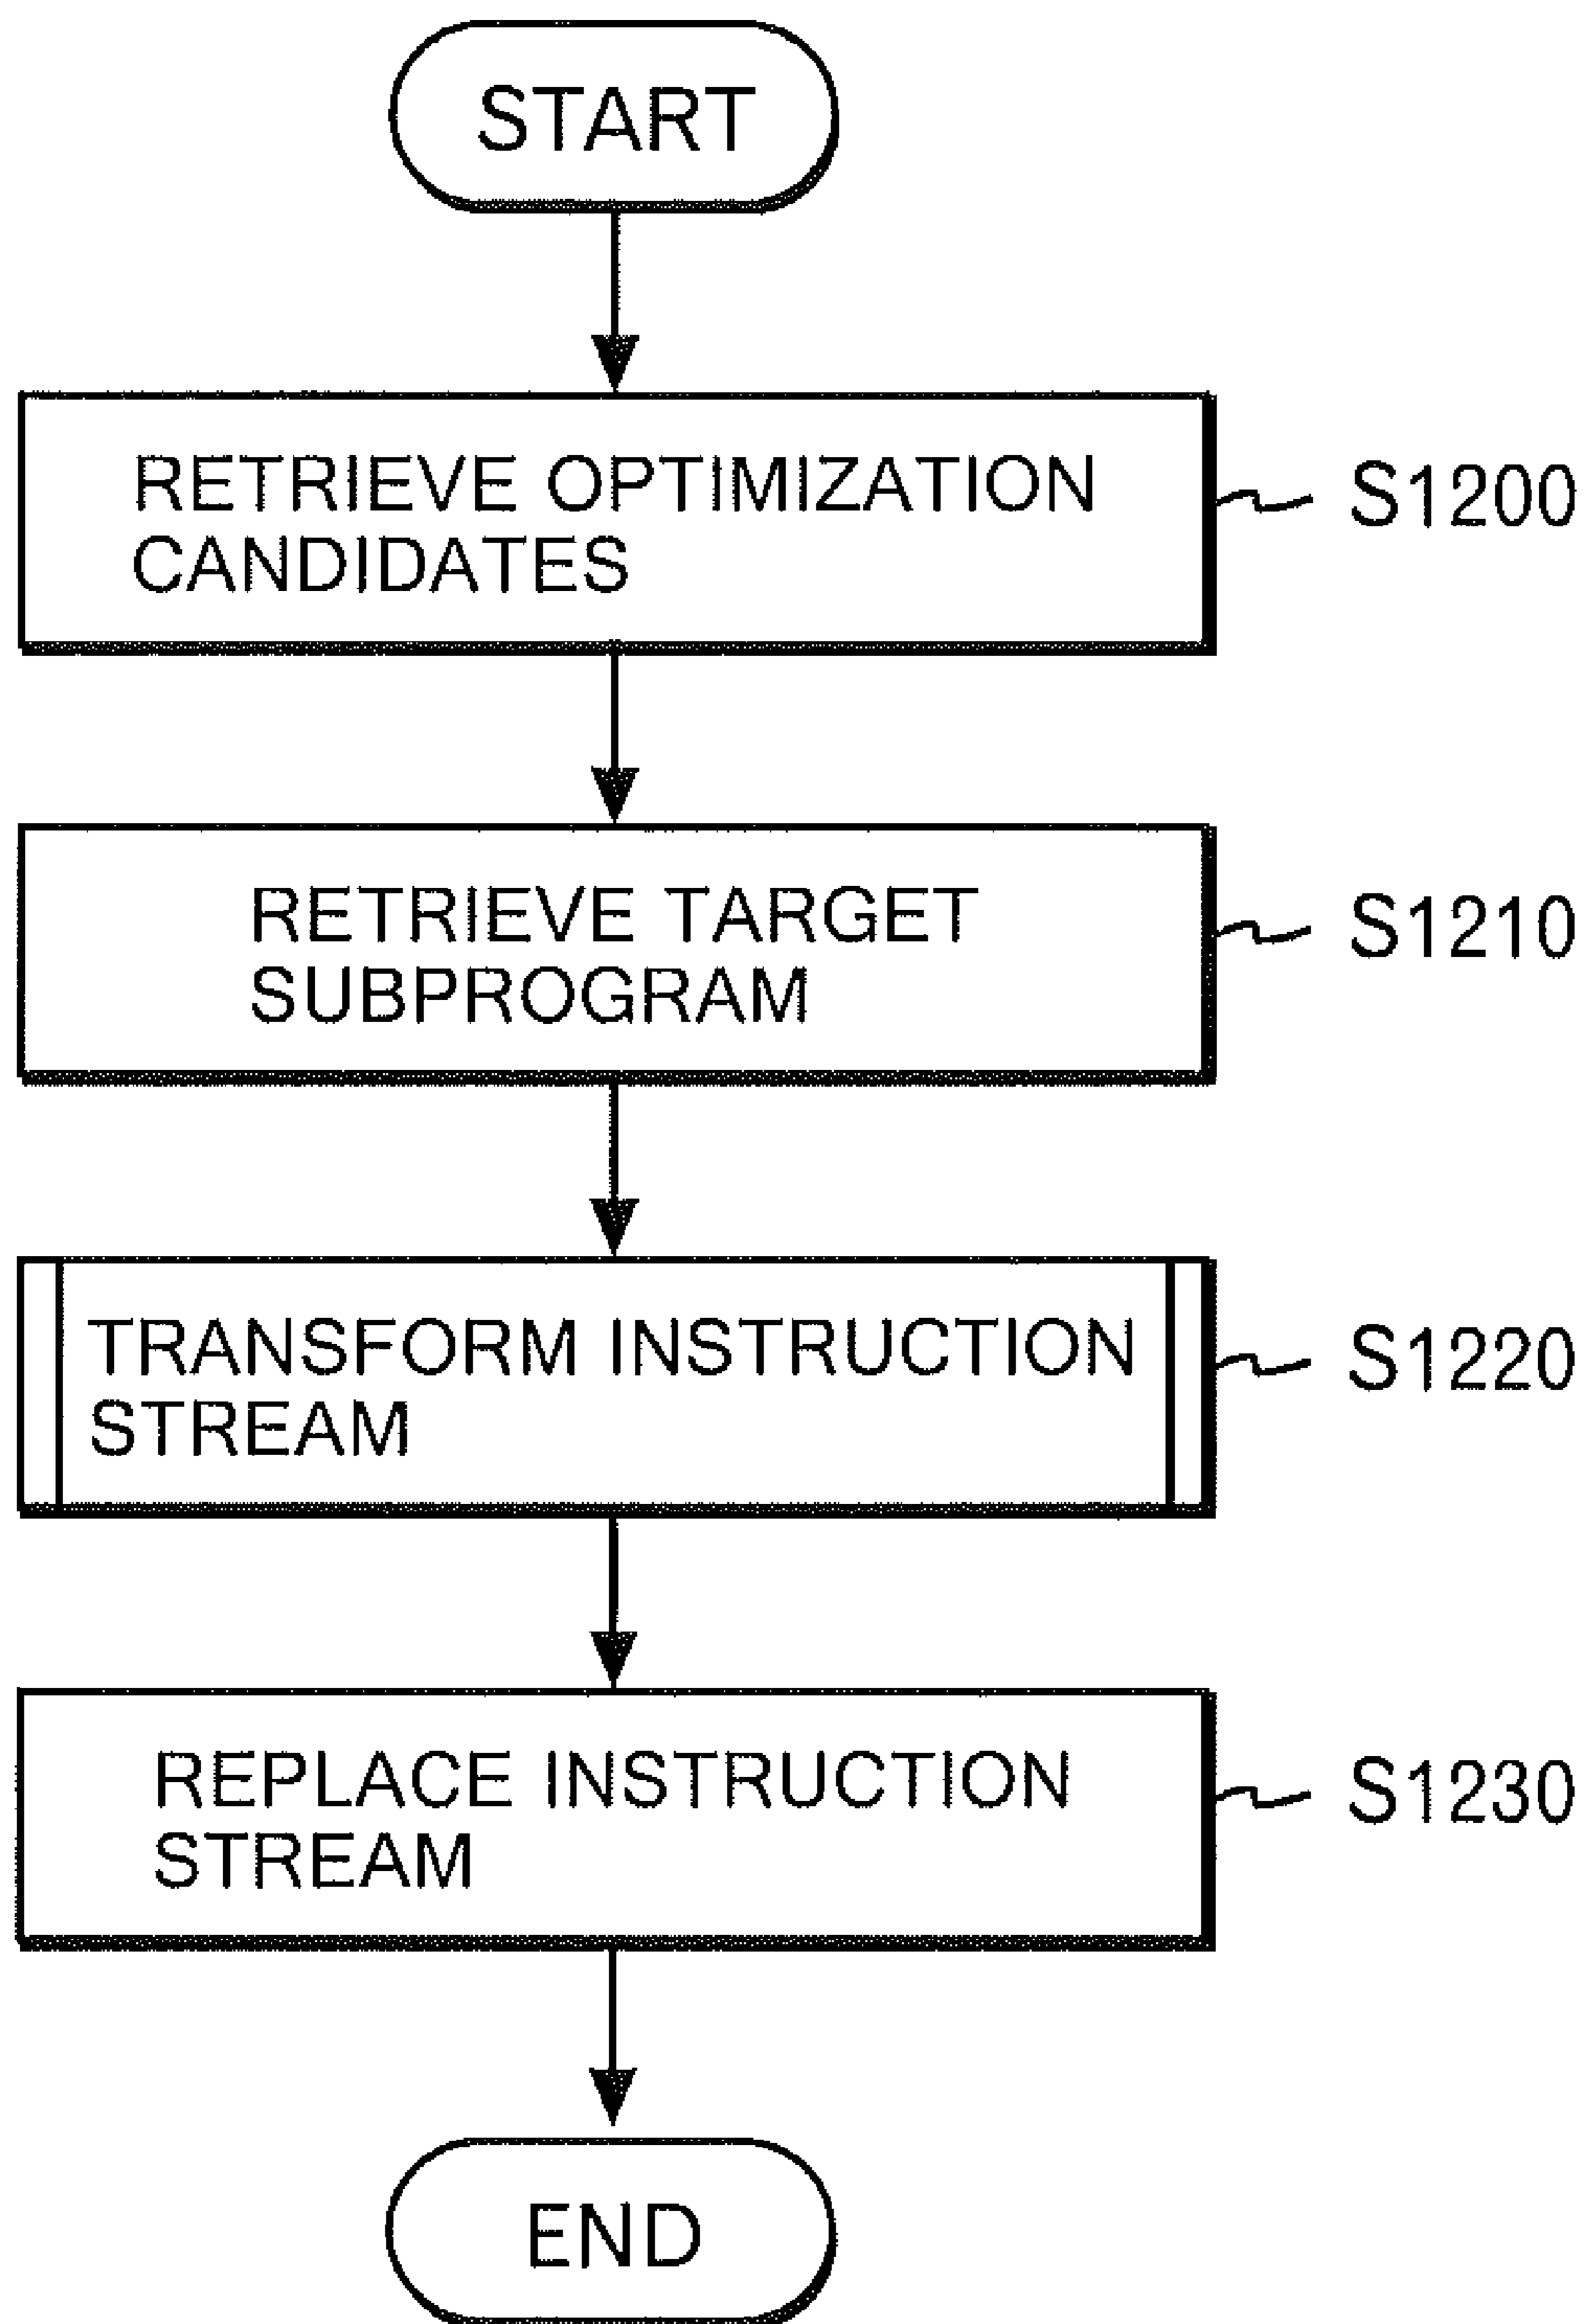 START
RETRIEVE OPTIMIZATION
CANDIDATES
S1200
RETRIEVE TARGET
SUBPROGRAM
S1210
TRANSFORM INSTRUCTION
STREAM
S1220
REPLACE INSTRUCTION
STREAM
S1230
END